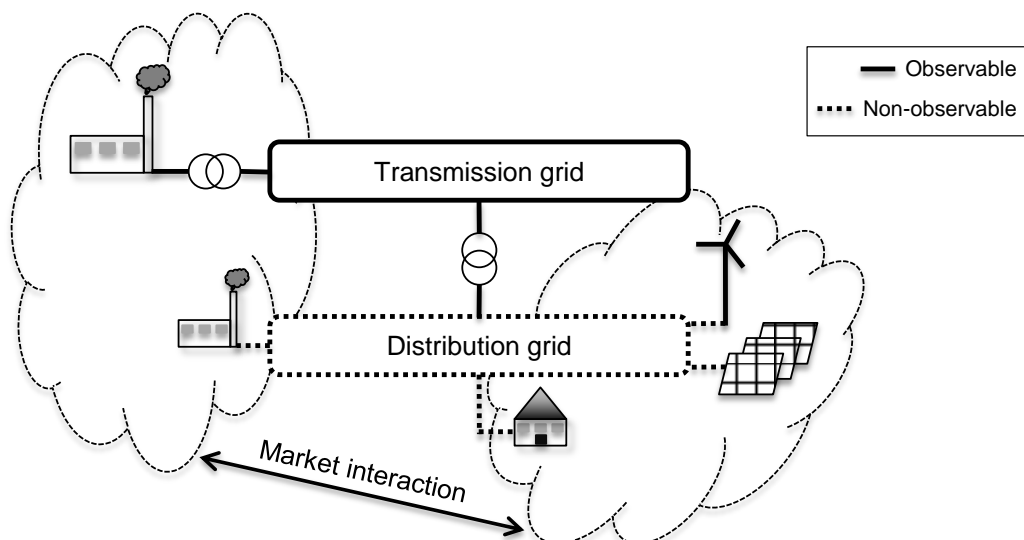 Observable
Non-observable
Transmission grid
Distribution grid
Market interaction